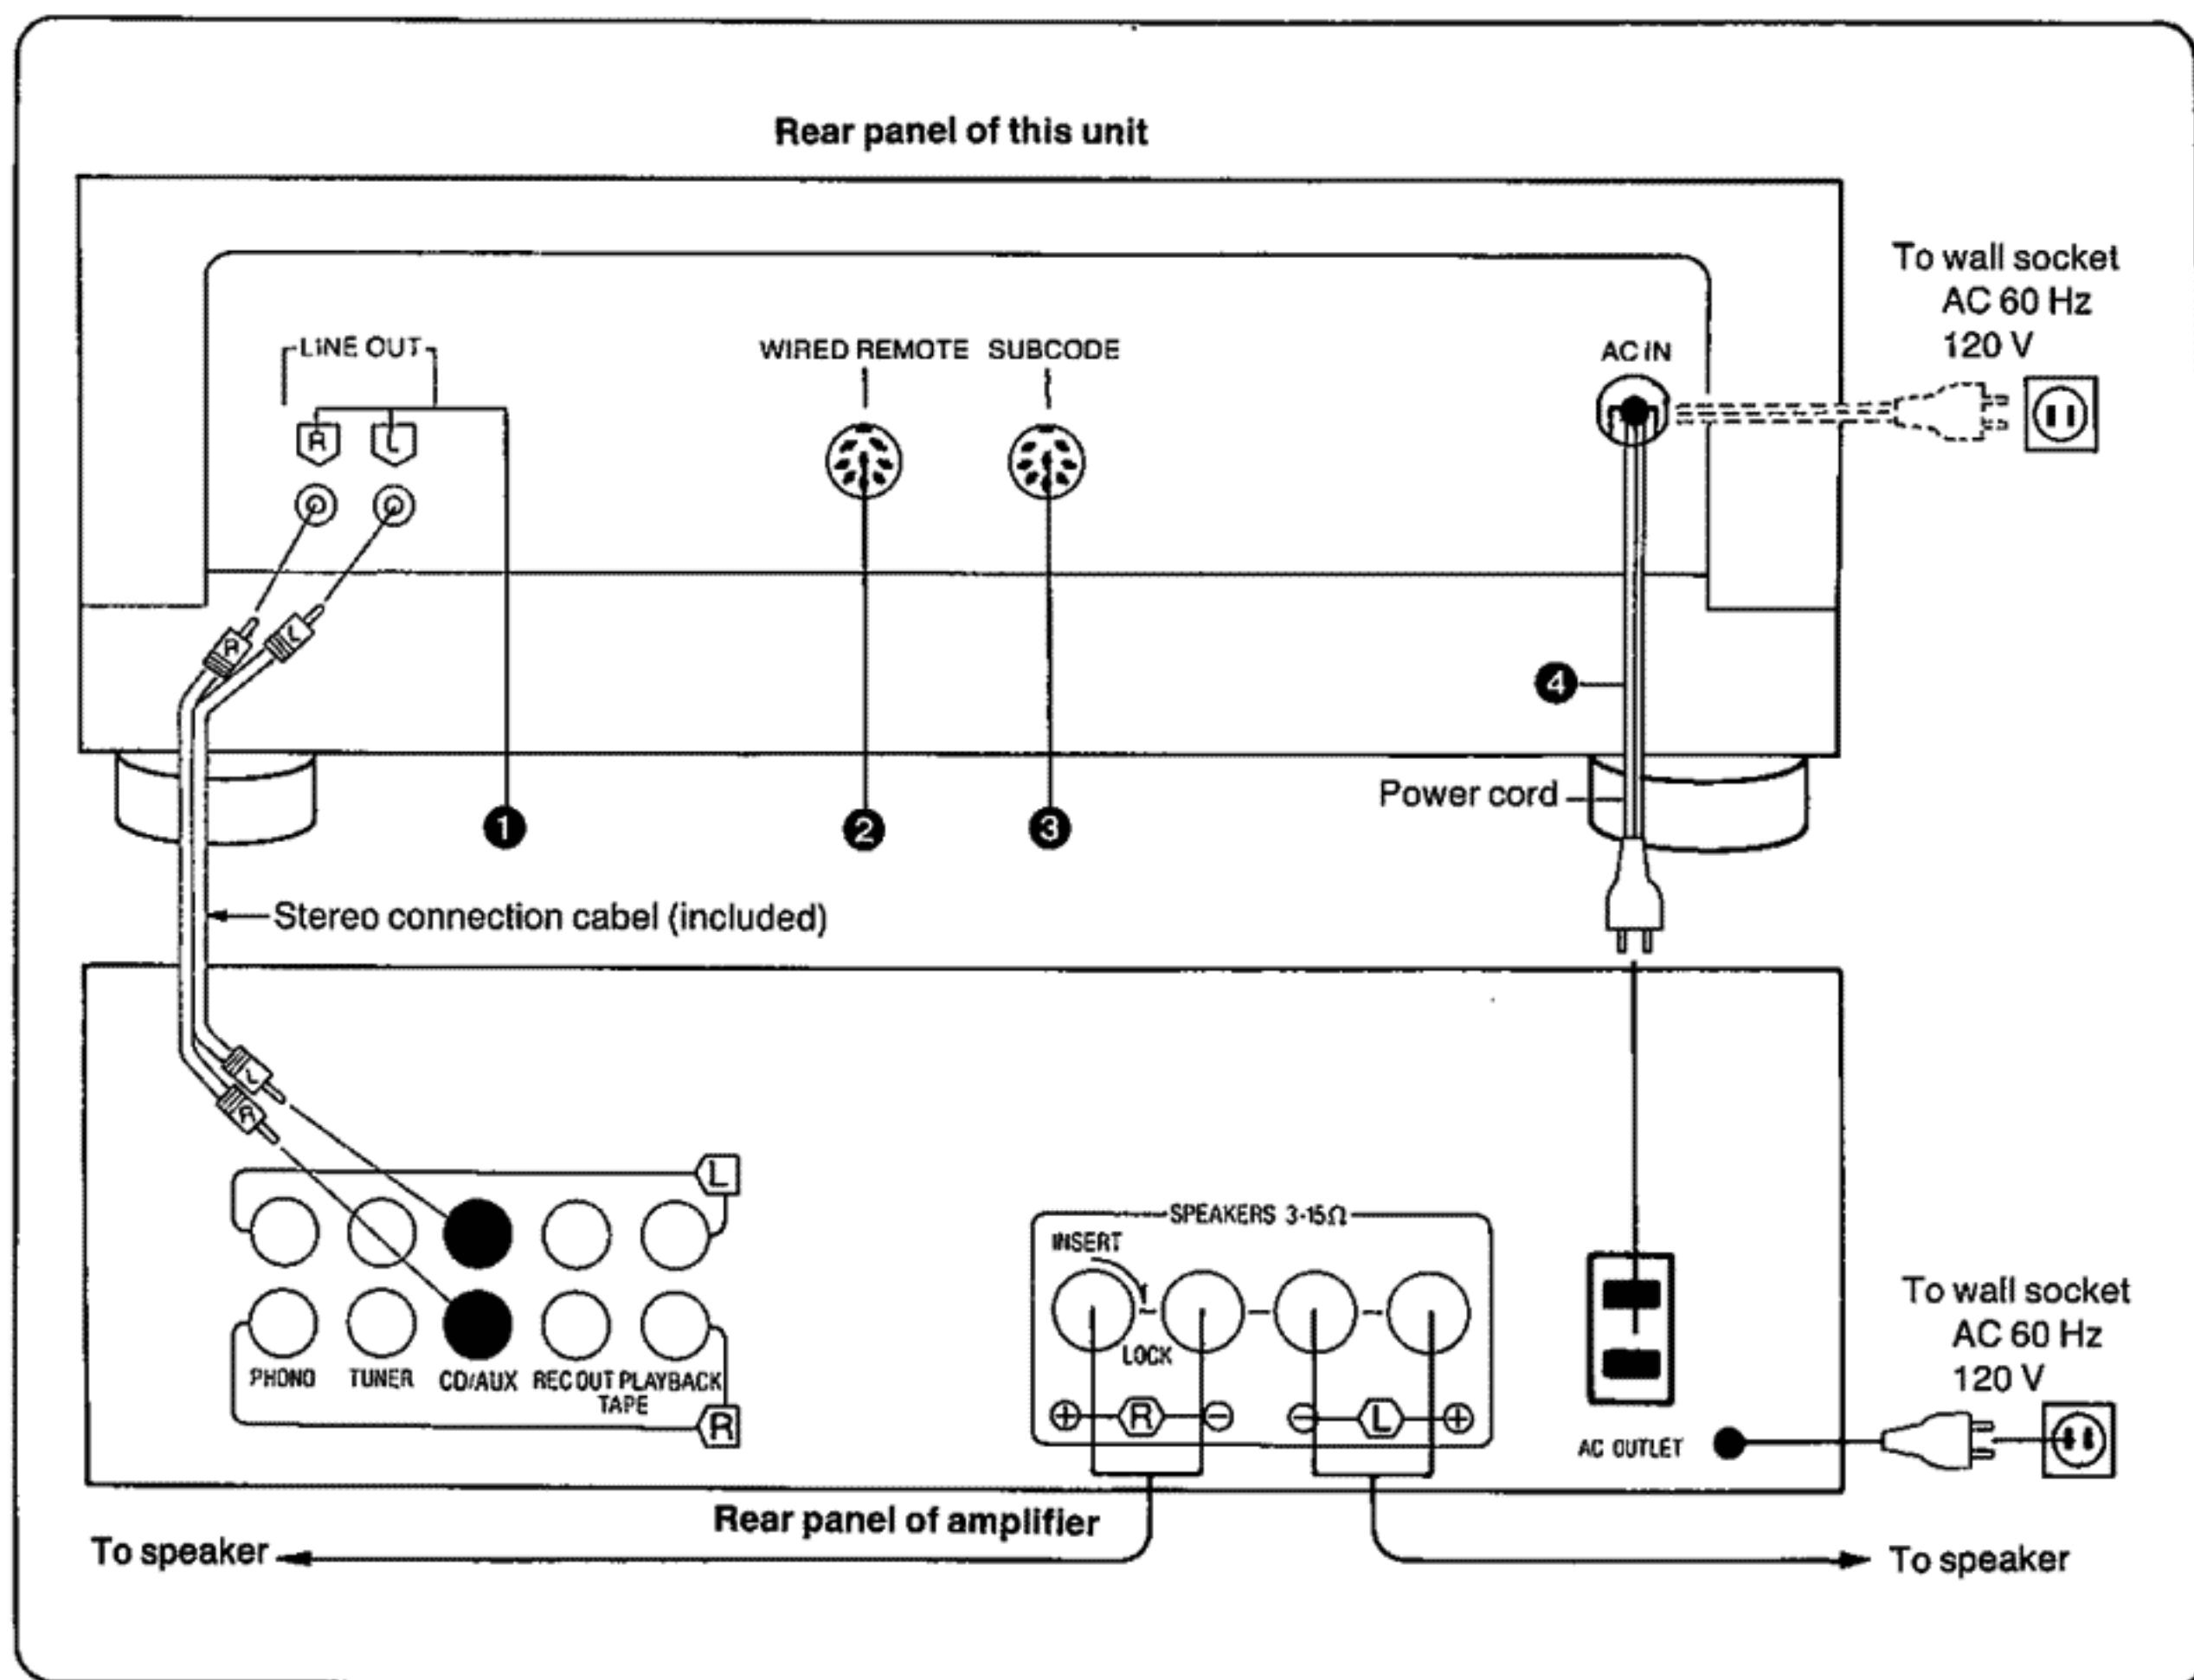 Rear panel of this unit
To wall socket
AC 60 Hz
120 V
LINE OUT
WIRED REMOTE SUBCODE
AC IN
R L
R L
4
Power cord
1 2 3
Stereo connection cabel (included)
L
R
L
SPEAKERS 3-15Ω
INSERT
LOCK
To wall socket
AC 60 Hz
120 V
PHONO TUNER CD/AUX REC OUT PLAYBACK
TAPE
R
⊕ R ⊖ ⊖ L ⊕
AC OUTLET
Rear panel of amplifier
To speaker
To speaker